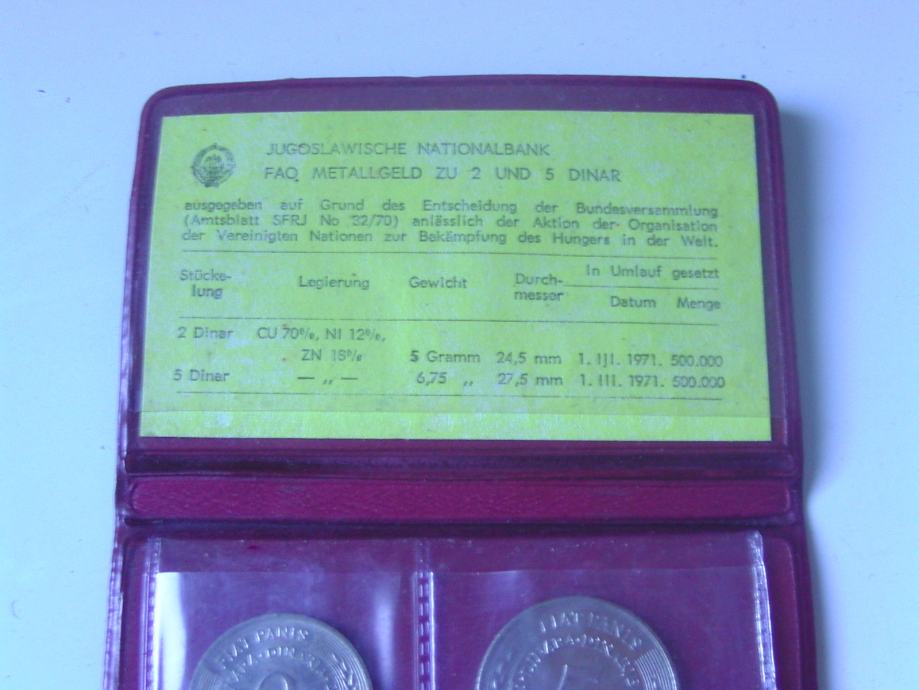 JUGOSLAWISCHE NATIONALBANK
FAO METALLGELD ZU 2 UND 5 DINAR
ausgegeben auf Grund des Entscheidung der Bundesversammlung
(Amtsblatt SFRJ No 32/70) anlässlich der Aktion der Organisation
der Vereinigten Nationen zur Bekämpfung des Hungers in der Welt.
Stücke-
lung
Legierung
Gewicht
Durch-
messer
in Umlauf gesetzt
Datum Menge
2 Dinar CU 70%, NI 12%,
ZN 18% 5 Gramm 24,5 mm 1. III. 1971. 500.000
5 Dinar — „ — 6,75 „ 27,5 mm 1. III. 1971. 500.000
FIAT PANIS
FIAT PANIS